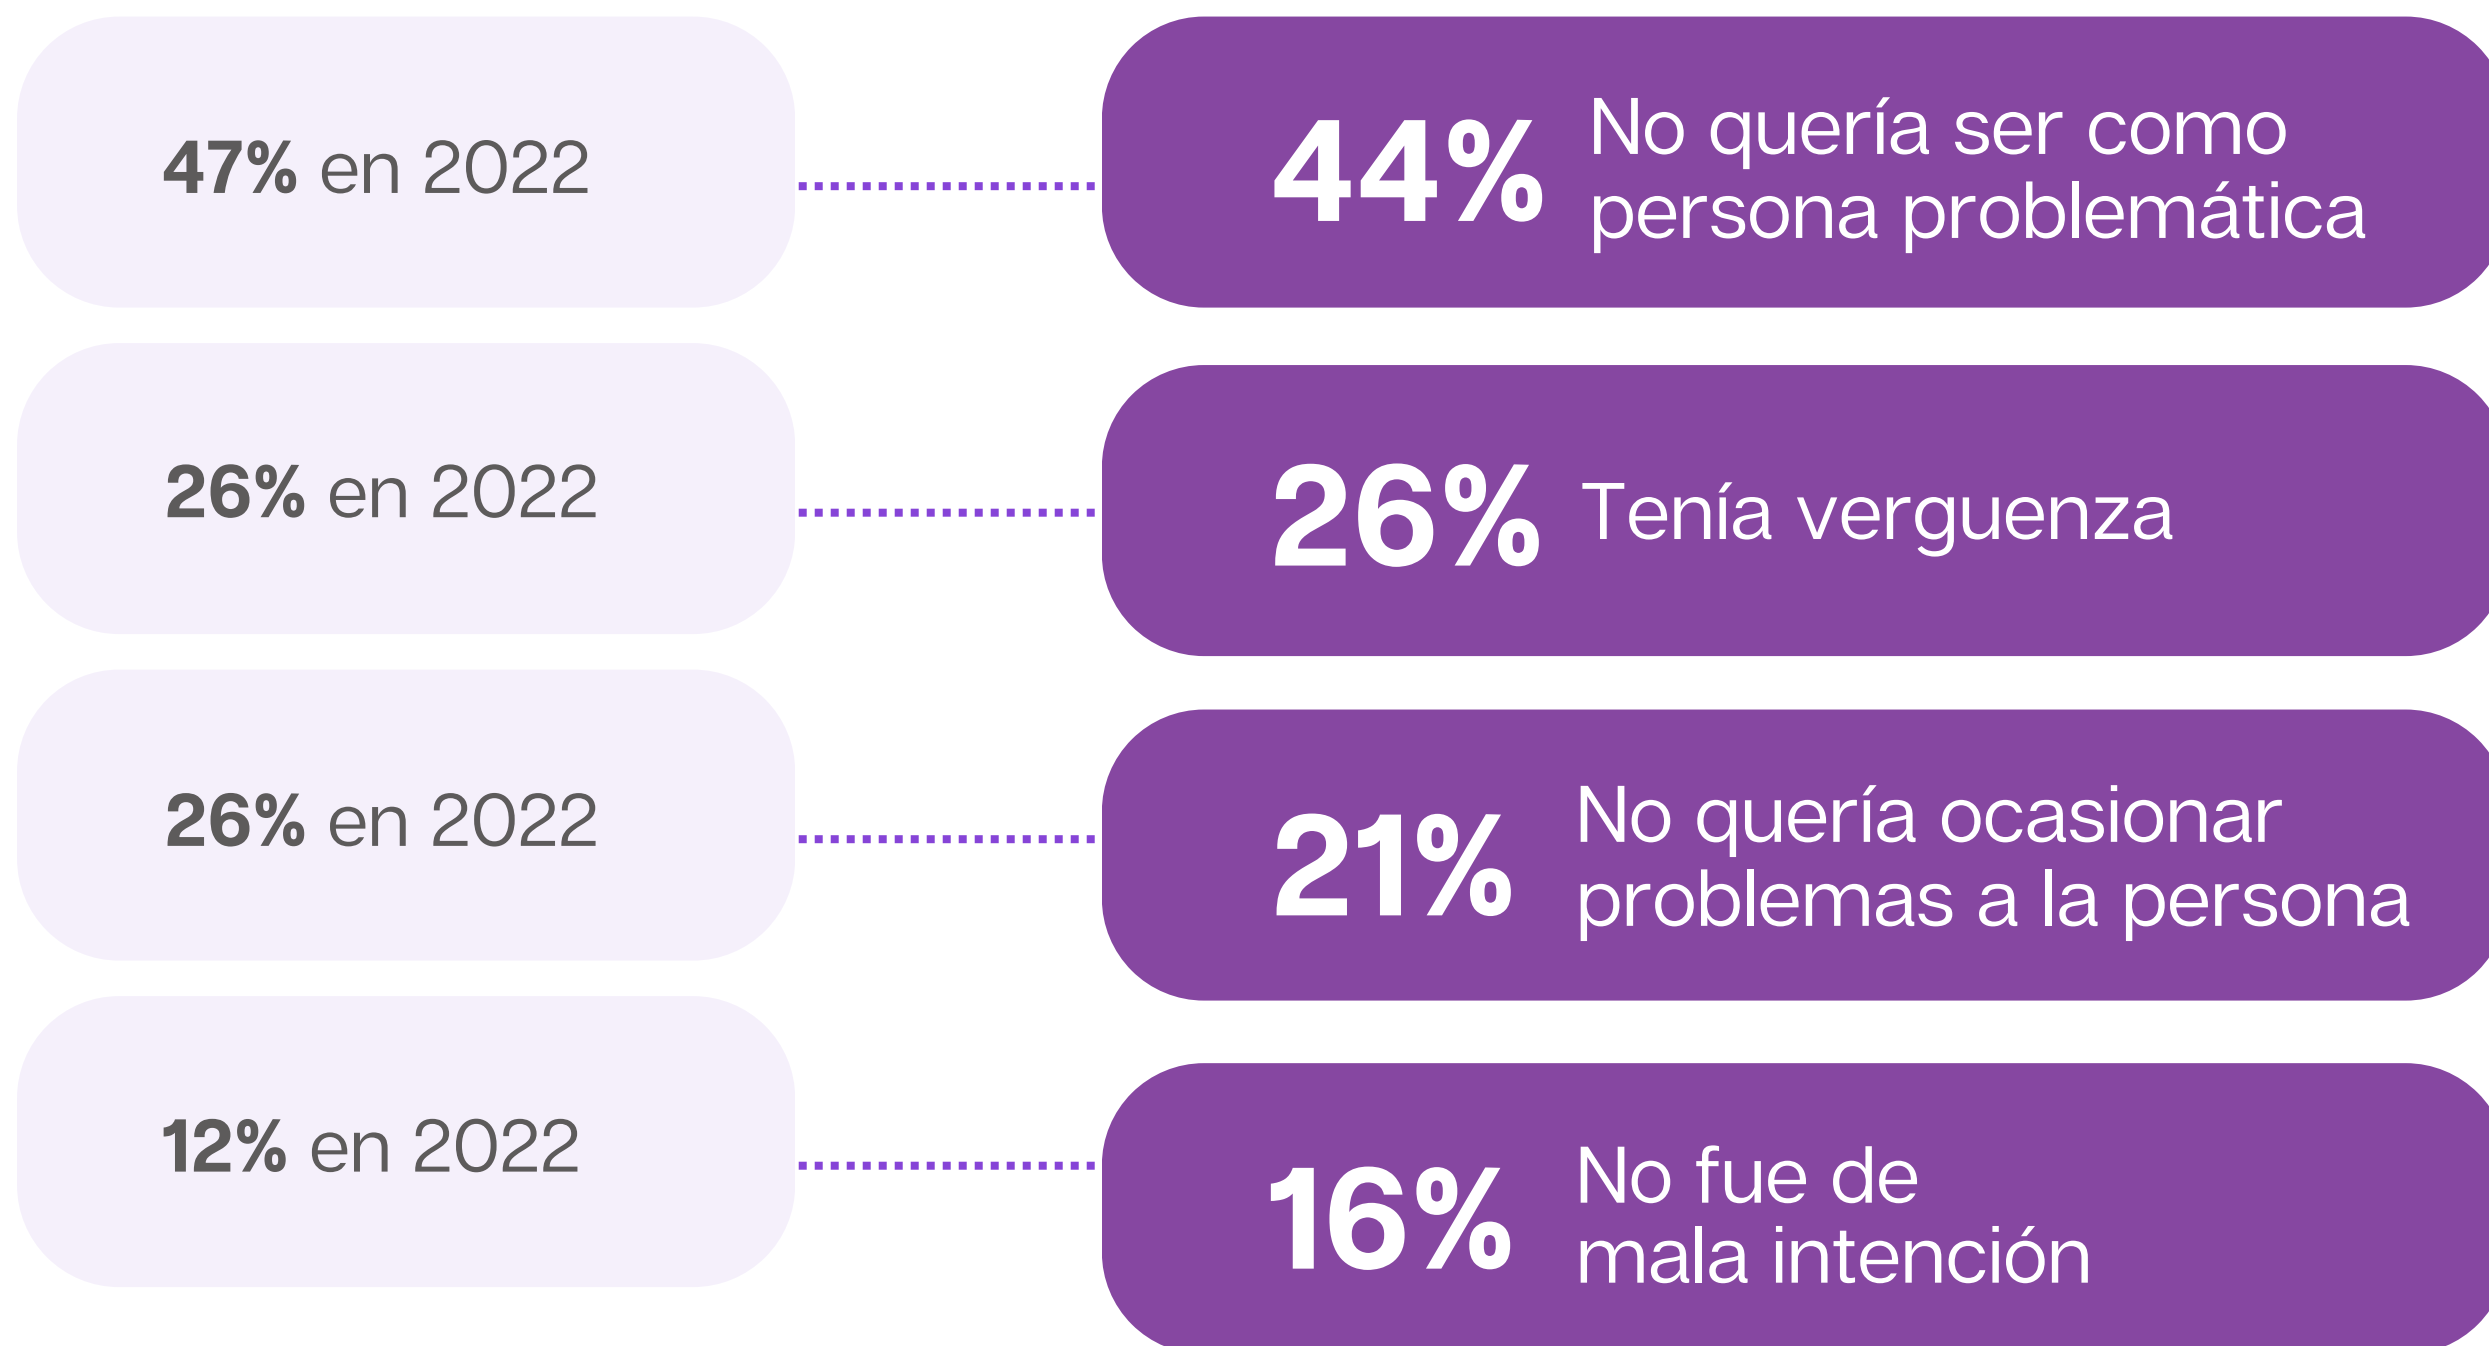 47% en 2022
44% No quería ser como
persona problemática
26% en 2022
26% Tenía verguenza
26% en 2022
21% No quería ocasionar
problemas a la persona
12% en 2022
16% No fue de
mala intención